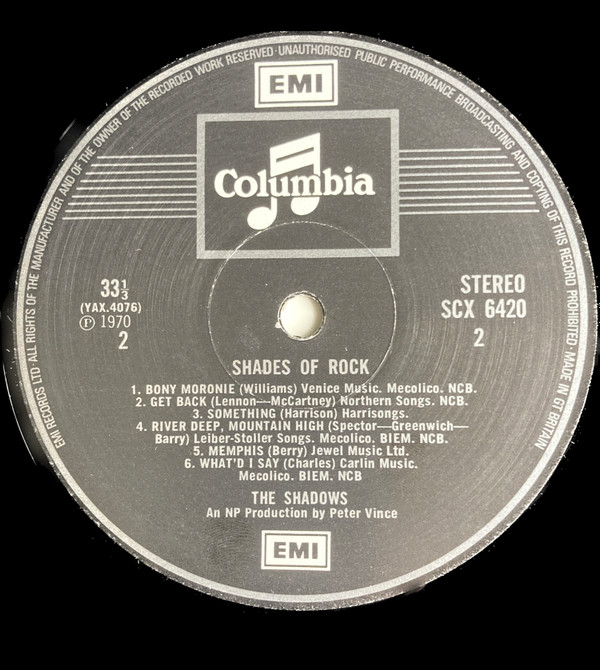 EMI RECORDS LTD·ALL RIGHTS OF THE MANUFACTURER AND OF THE OWNER OF THE RECORDED WORK RESERVED·UNAUTHORISED PUBLIC PERFORMANCE BROADCASTING AND COPYING OF THIS RECORD PROHIBITED·MADE IN GT BRITAIN
EMI
Columbia
33⅓
(YAX.4076)
℗ 1970
2
STEREO
SCX 6420
2
SHADES OF ROCK
1. BONY MORONIE (Williams) Venice Music. Mecolico. NCB.
2. GET BACK (Lennon—McCartney) Northern Songs. NCB.
3. SOMETHING (Harrison) Harrisongs.
4. RIVER DEEP, MOUNTAIN HIGH (Spector—Greenwich—
Barry) Leiber-Stoller Songs. Mecolico. BIEM. NCB.
5. MEMPHIS (Berry) Jewel Music Ltd.
6. WHAT'D I SAY (Charles) Carlin Music.
Mecolico. BIEM. NCB
THE SHADOWS
An NP Production by Peter Vince
EMI